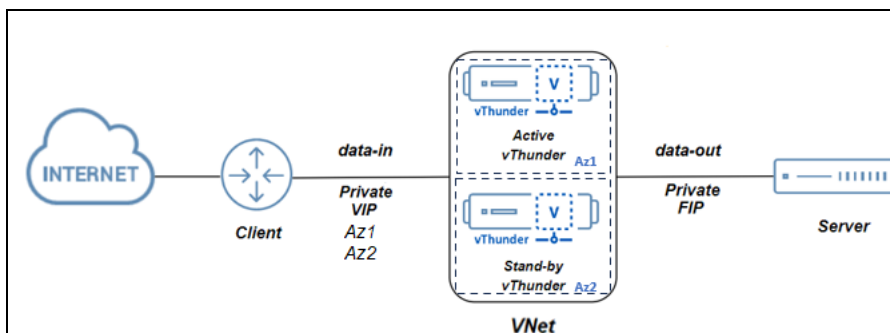 INTERNET
Client
data-in
Private
VIP
Az1
Az2
V
vThunder
Active
vThunder Az1
V
vThunder
Stand-by
vThunder Az2
VNet
data-out
Private
FIP
Server